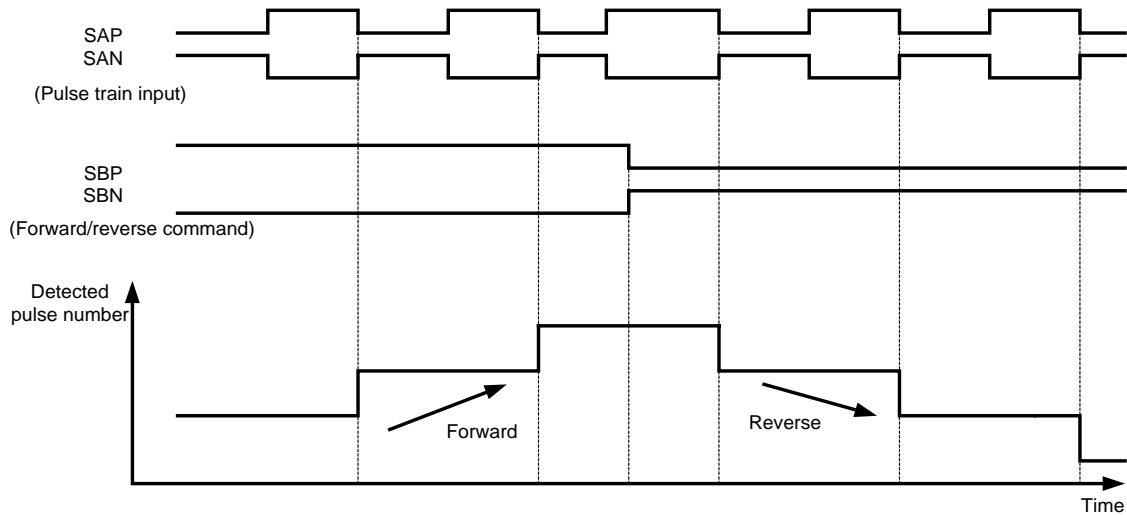 SAP
SAN
(Pulse train input)
SBP
SBN
(Forward/reverse command)
Detected
pulse number
Forward
Reverse
Time